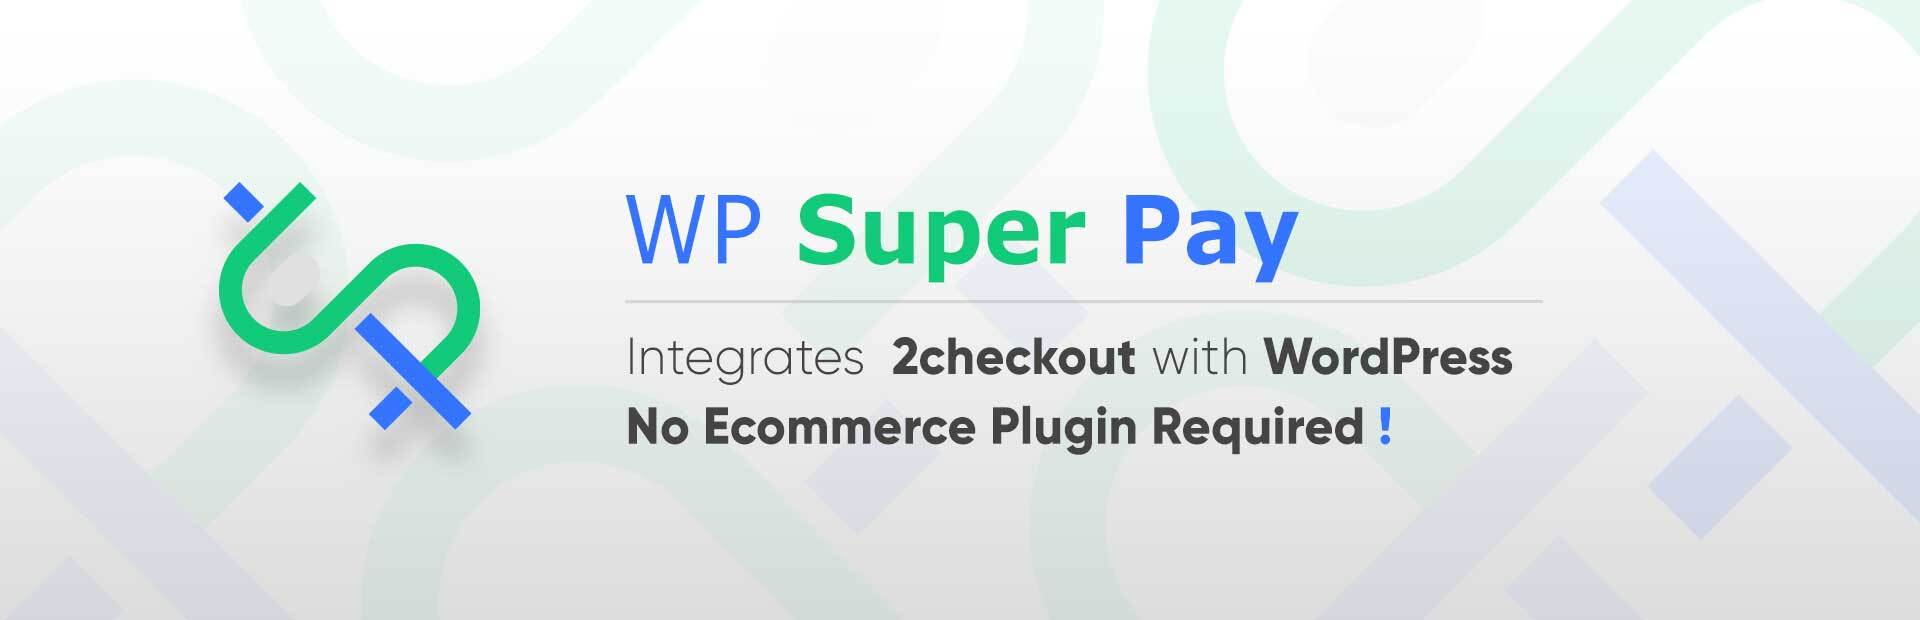 WP Super Pay
Integrates 2checkout with WordPress
No Ecommerce Plugin Required !